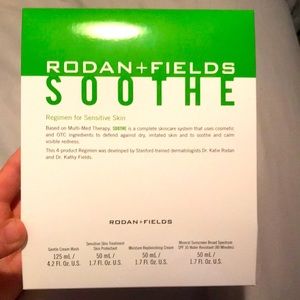 RODAN+FIELDS
SOOTHE
Regimen for Sensitive Skin
Based on Multi-Med Therapy, SOOTHE is a complete skincare system that uses cosmetic
and OTC ingredients to defend against dry, irritated skin and to soothe and calm
visible redness.
This 4-product Regimen was developed by Stanford-trained dermatologists Dr. Katie Rodan
and Dr. Kathy Fields.
RODAN+FIELDS
Gentle Cream Wash
125 mL /
4.2 Fl. Oz. U.S.
Sensitive Skin Treatment
Skin Protectant
50 mL /
1.7 Fl. Oz. U.S.
Moisture Replenishing Cream
50 mL /
1.7 Fl. Oz. U.S.
Mineral Sunscreen Broad Spectrum
SPF 30 Water Resistant (80 Minutes)
50 mL /
1.7 Fl. Oz. U.S.